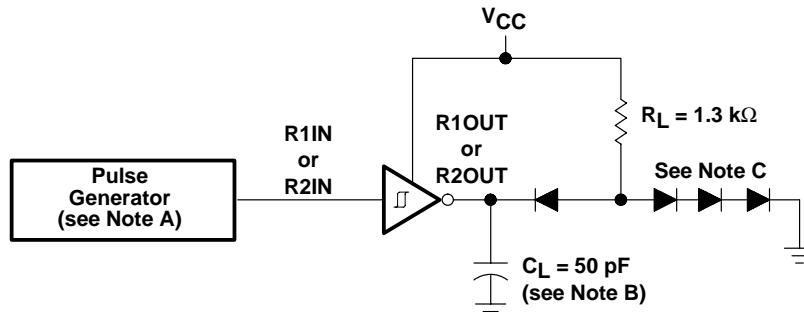 VCC
R1IN
or
R2IN
R1OUT
or
R2OUT
RL = 1.3 kΩ
See Note C
Pulse
Generator
(see Note A)
CL = 50 pF
(see Note B)